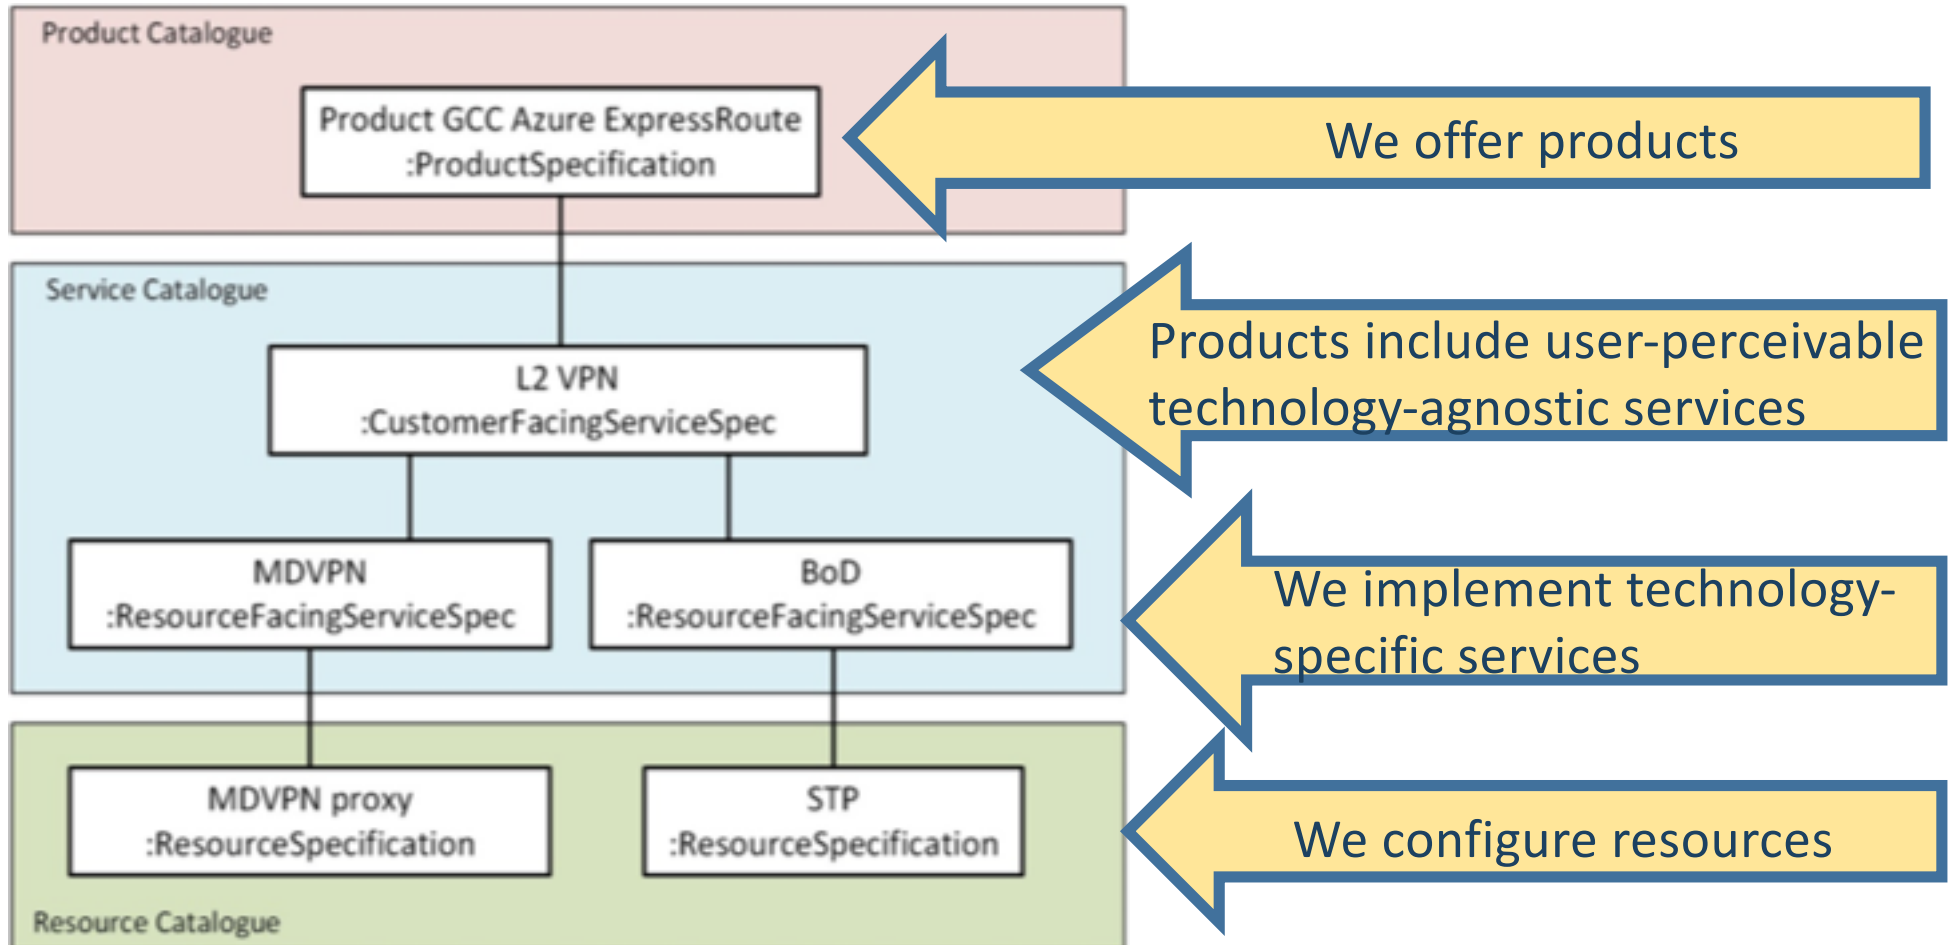 Product Catalogue
Product GCC Azure ExpressRoute
:ProductSpecification
We offer products
Service Catalogue
L2 VPN
:CustomerFacingServiceSpec
Products include user-perceivable
technology-agnostic services
MDVPN
:ResourceFacingServiceSpec
BoD
:ResourceFacingServiceSpec
We implement technology-
specific services
MDVPN proxy
:ResourceSpecification
STP
:ResourceSpecification
We configure resources
Resource Catalogue